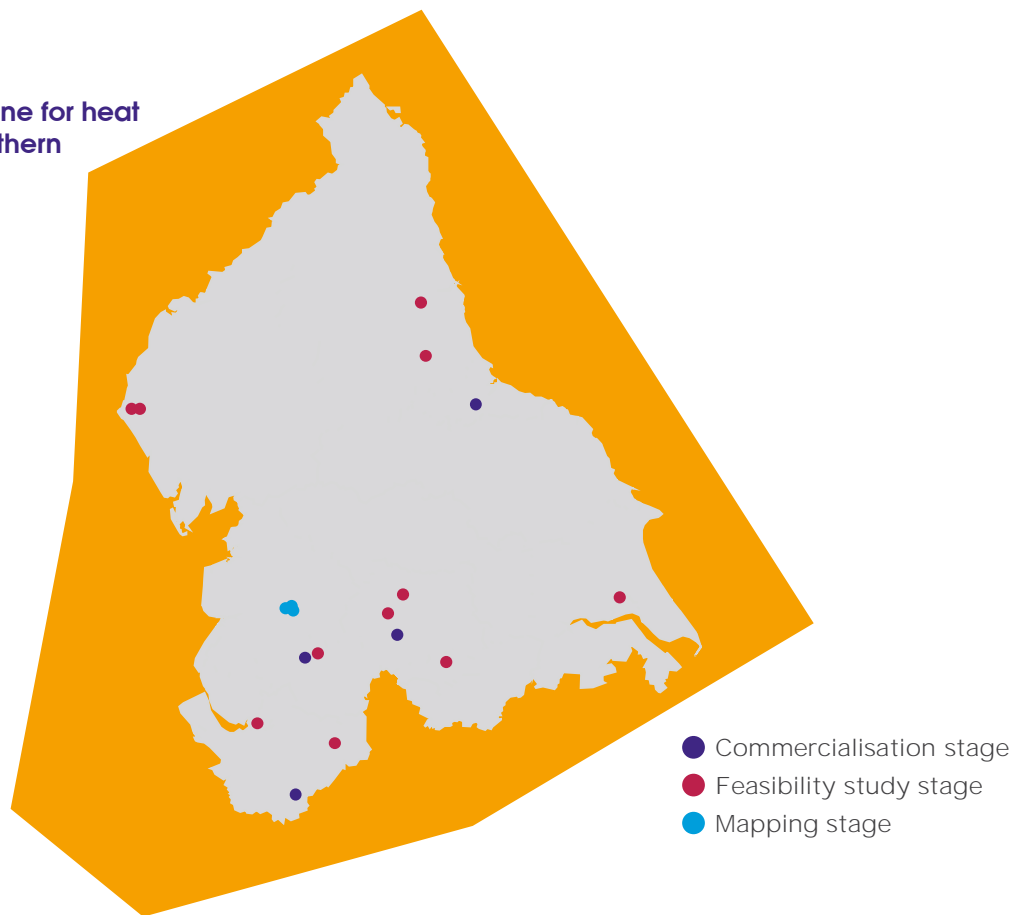 ne for heat
thern
Commercialisation stage
Feasibility study stage
Mapping stage